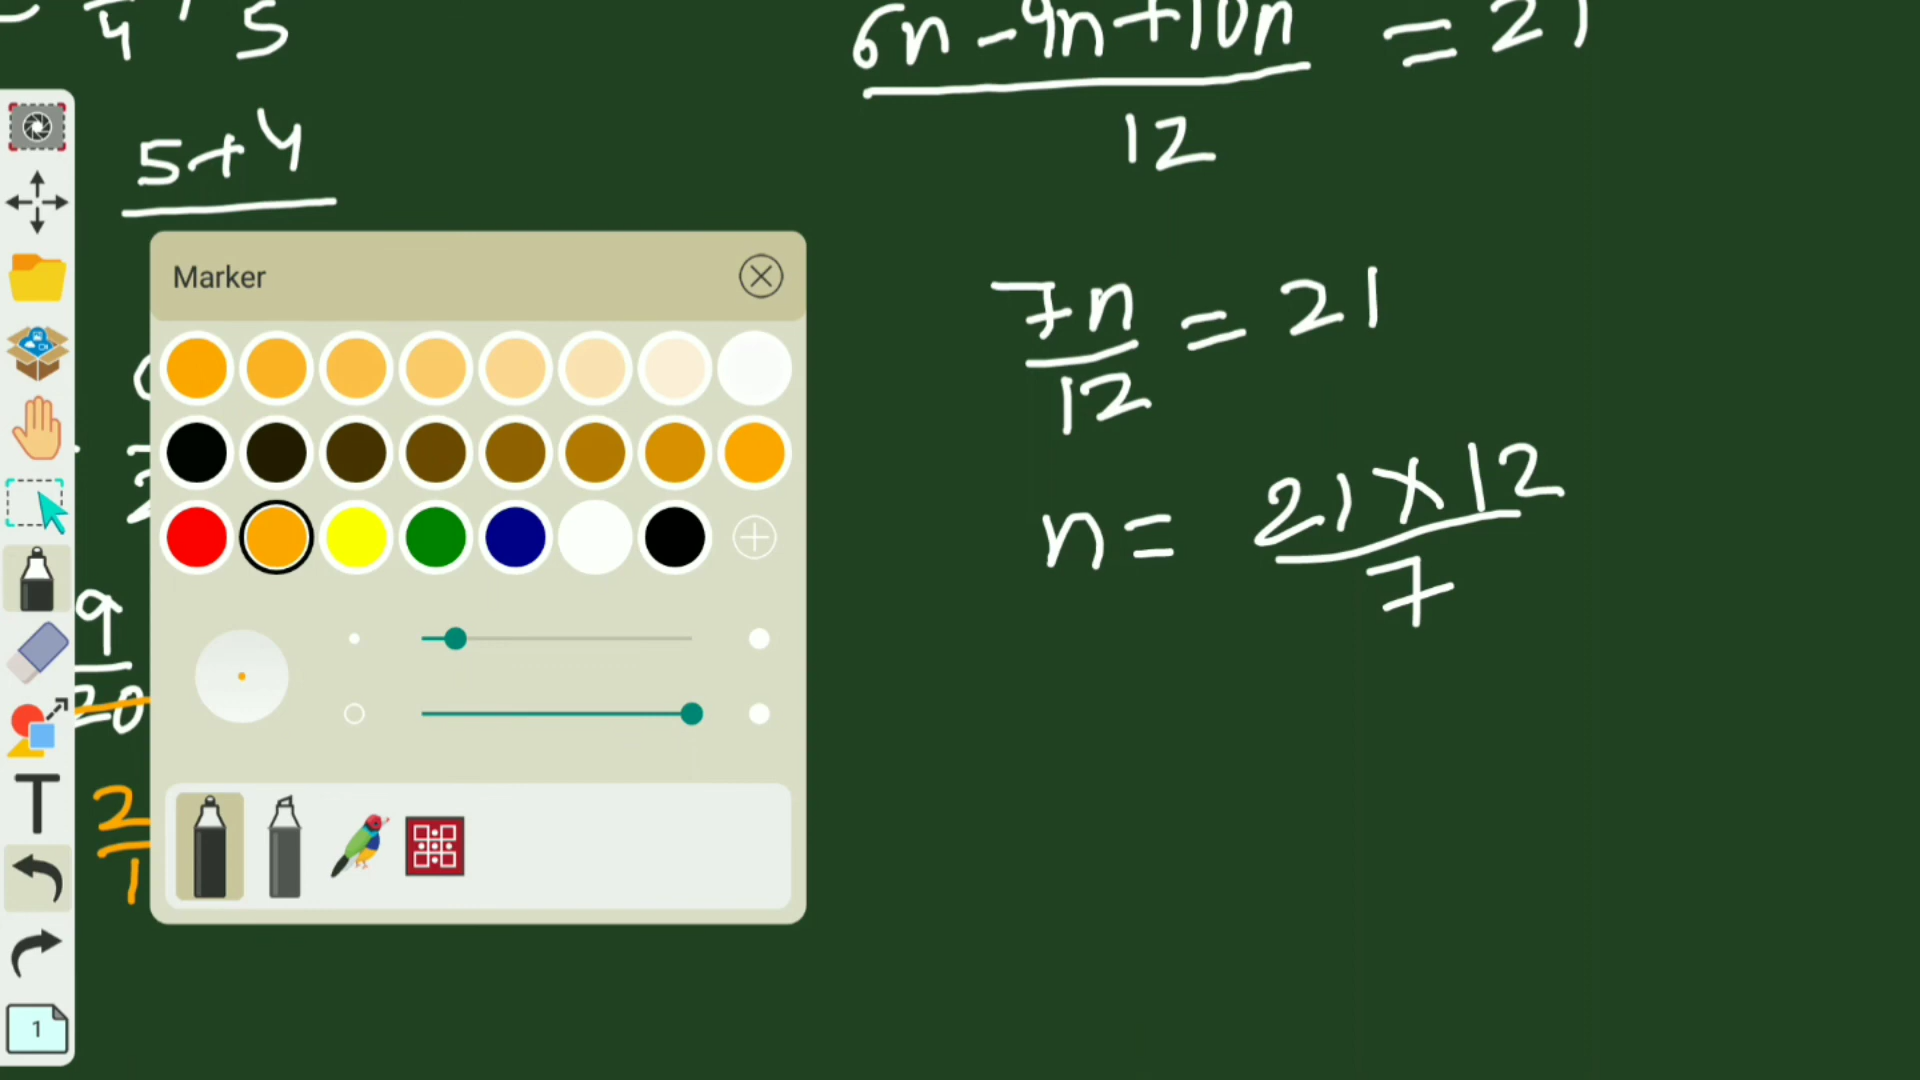 4 5
6n-9n+10n = 21
12
5+4
Marker
7n = 21
12
n = 21×12
7
9
20
2
1
1